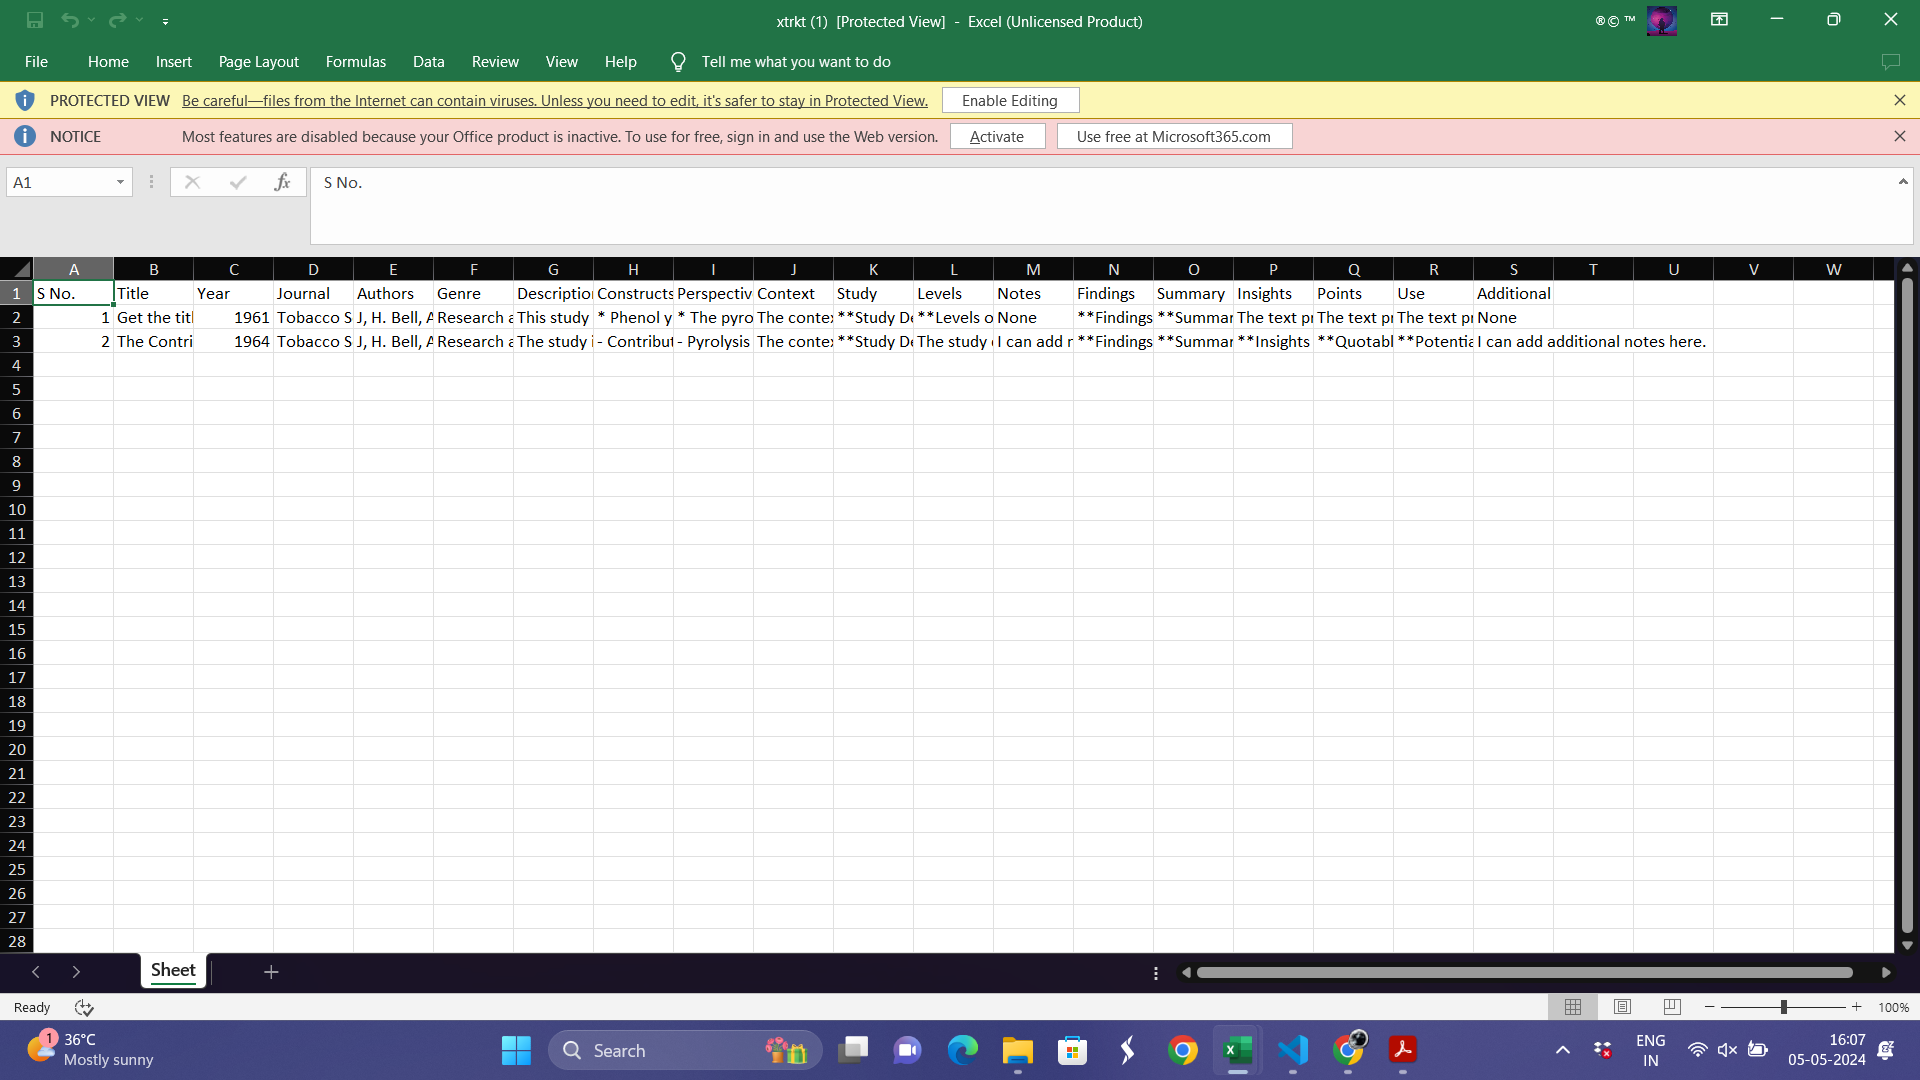 xtrkt (1) [Protected View] - Excel (Unlicensed Product)
®© ™
File Home Insert Page Layout Formulas Data Review View Help Tell me what you want to do
PROTECTED VIEW Be careful—files from the Internet can contain viruses. Unless you need to edit, it's safer to stay in Protected View. Enable Editing
NOTICE Most features are disabled because your Office product is inactive. To use for free, sign in and use the Web version. Activate Use free at Microsoft365.com
A1 fx S No.
A B C D E F G H I J K L M N O P Q R S T U V W
1 S No. Title Year Journal Authors Genre Descriptio Constructs Perspectiv Context Study Levels Notes Findings Summary Insights Points Use Additional
2 1 Get the titl 1961 Tobacco S J, H. Bell, A Research a This study * Phenol y * The pyro The contex **Study De **Levels o None **Findings **Summar The text pr The text pr The text pr None
3 2 The Contri 1964 Tobacco S J, H. Bell, A Research a The study i - Contribut - Pyrolysis The contex **Study De The study I can add n **Findings **Summar **Insights **Quotabl **Potentia I can add additional notes here.
4
5
6
7
8
9
10
11
12
13
14
15
16
17
18
19
20
21
22
23
24
25
26
27
28
Sheet
Ready 100%
1 36°C
Mostly sunny
Search
ENG
IN
16:07
05-05-2024